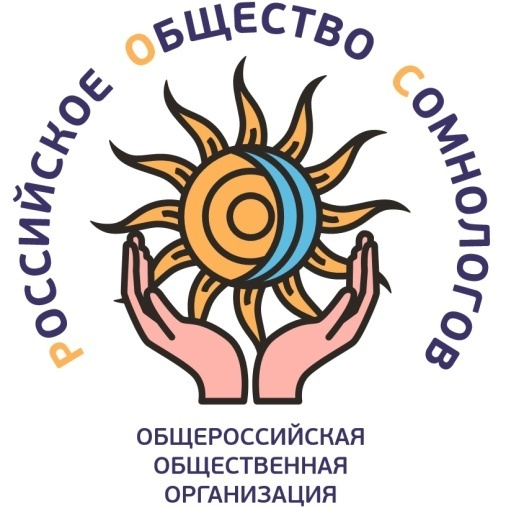 Российское Общество Сомнологов
ОБЩЕРОССИЙСКАЯ
ОБЩЕСТВЕННАЯ
ОРГАНИЗАЦИЯ